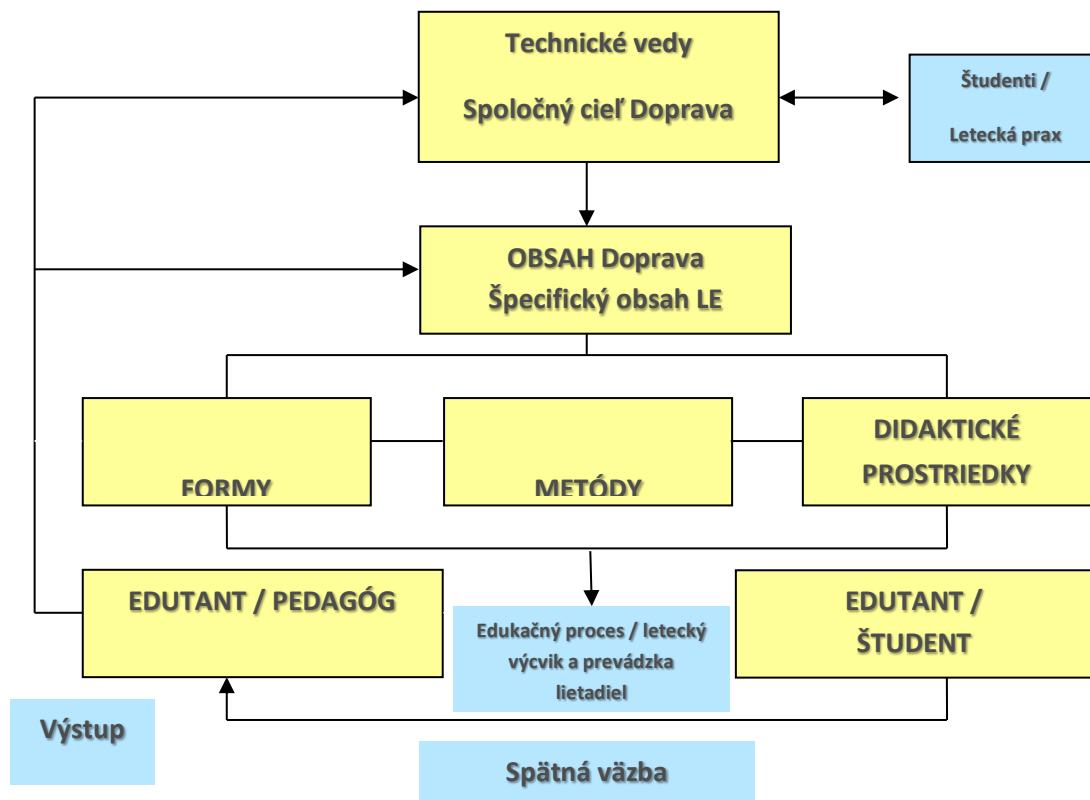 Technické vedy
Spoločný cieľ Doprava
Študenti /
Letecká prax
OBSAH Doprava
Špecifický obsah LE
FORMY
METÓDY
DIDAKTICKÉ
PROSTRIEDKY
EDUTANT / PEDAGÓG
Edukačný proces / letecký
výcvik a prevádzka
lietadiel
EDUTANT /
ŠTUDENT
Výstup
Spätná väzba